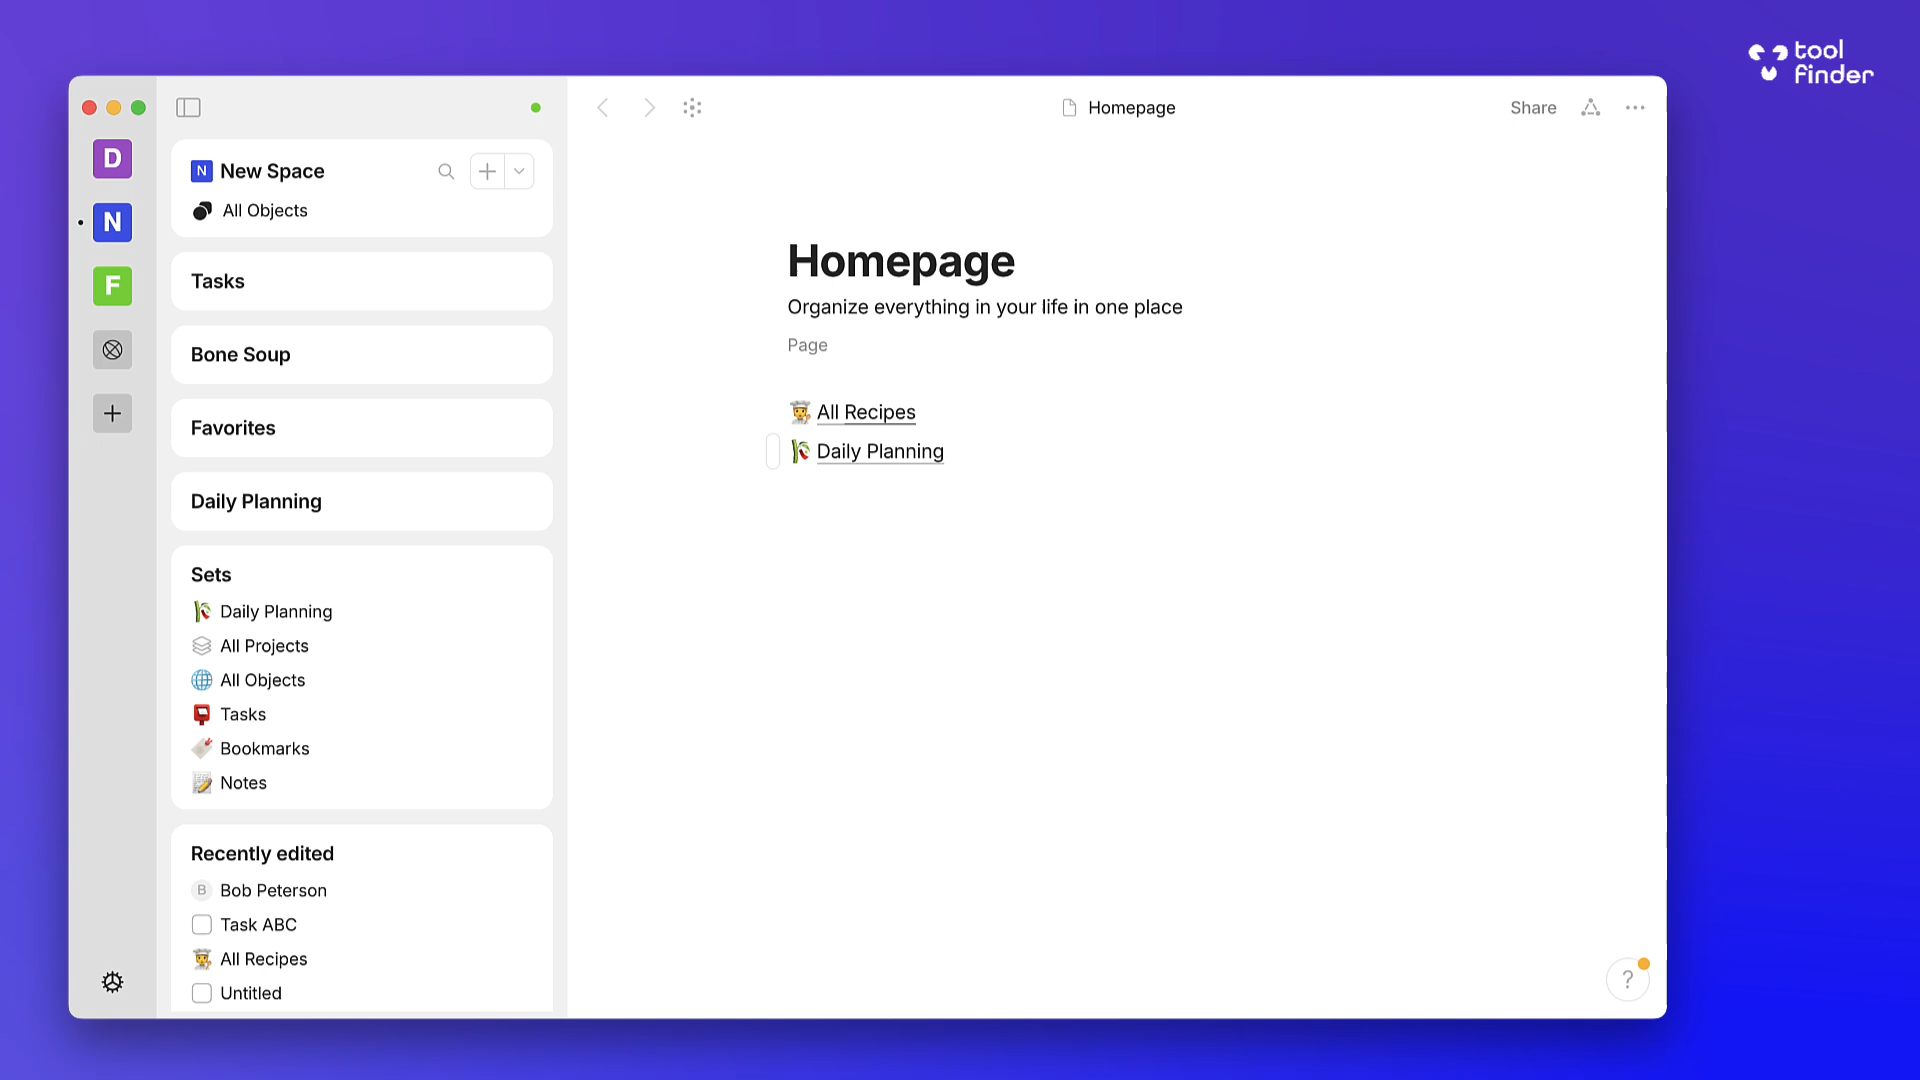 tool
finder
Homepage
Share
D
N
F
N New Space
All Objects
Tasks
Bone Soup
Favorites
Daily Planning
Sets
Daily Planning
All Projects
All Objects
Tasks
Bookmarks
Notes
Recently edited
B Bob Peterson
Task ABC
All Recipes
Untitled
Homepage
Organize everything in your life in one place
Page
All Recipes
Daily Planning
?